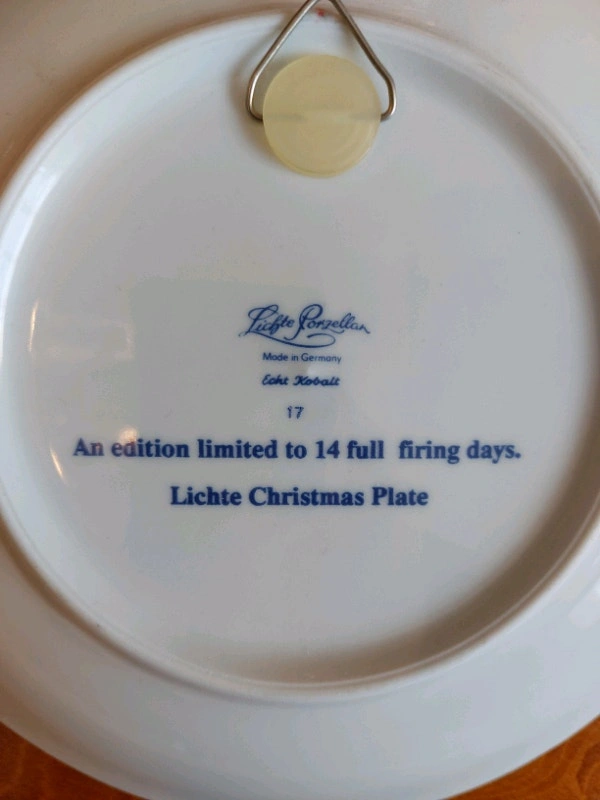 Lichte Porzellan
Made in Germany
Echt Kobalt
17
An edition limited to 14 full firing days.
Lichte Christmas Plate